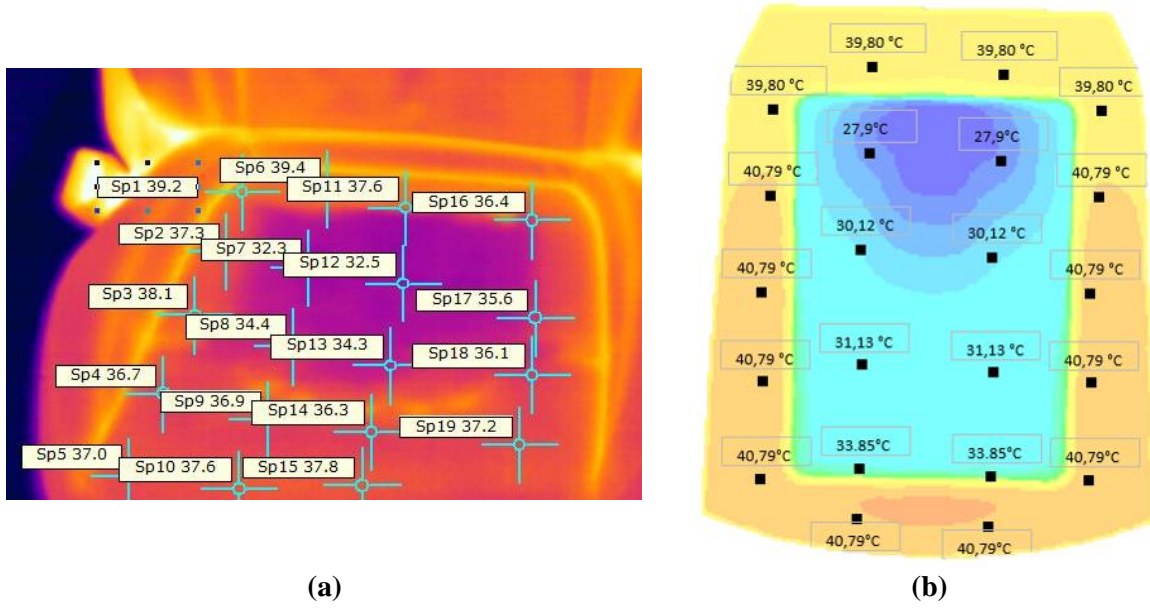 Sp6 39.4
Sp1 39.2
Sp11 37.6
Sp16 36.4
Sp2 37.3
Sp7 32.3
Sp12 32.5
Sp3 38.1
Sp17 35.6
Sp8 34.4
Sp13 34.3
Sp18 36.1
Sp4 36.7
Sp9 36.9
Sp14 36.3
Sp19 37.2
Sp5 37.0
Sp10 37.6
Sp15 37.8
(a)
39,80 °C
39,80 °C
39,80 °C
39,80 °C
27,9°C
27,9°C
40,79 °C
40,79 °C
30,12 °C
30,12 °C
40,79 °C
40,79 °C
31,13 °C
31,13 °C
40,79 °C
40,79 °C
33.85°C
33.85°C
40,79°C
40,79°C
40,79°C
40,79°C
(b)